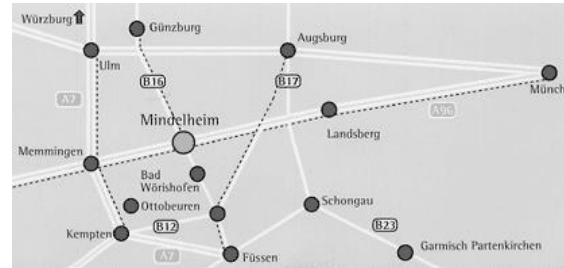 Würzburg
Günzburg
Augsburg
Ulm
B16
B17
Münch
A7
Mindelheim
A96
Landsberg
Memmingen
Bad
Wörishofen
Ottobeuren
Schongau
B12
B23
Kempten
Garmisch Partenkirchen
A7
Füssen